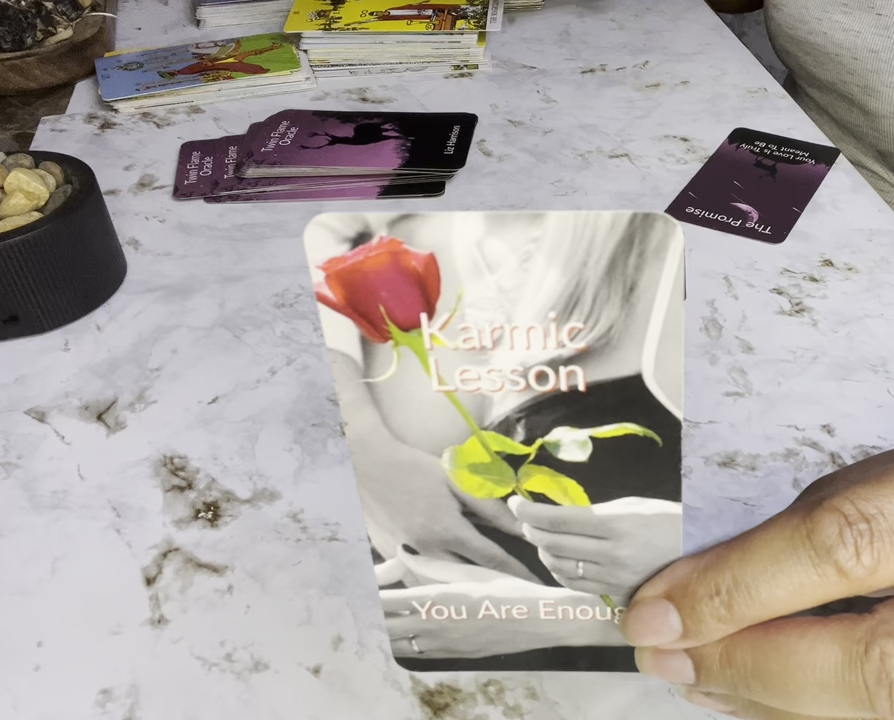 Twin Flame
Oracle
Twin Flame
Oracle
Twin Flame
Oracle
Liz Harrison
The Promise
Your Love Is Truly
Meant To Be
Karmic
Lesson
You Are Enoug